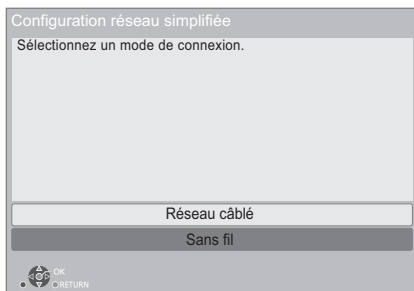 Configuration réseau simplifiée
Sélectionnez un mode de connexion.
Réseau câblé
Sans fil
OK
RETURN